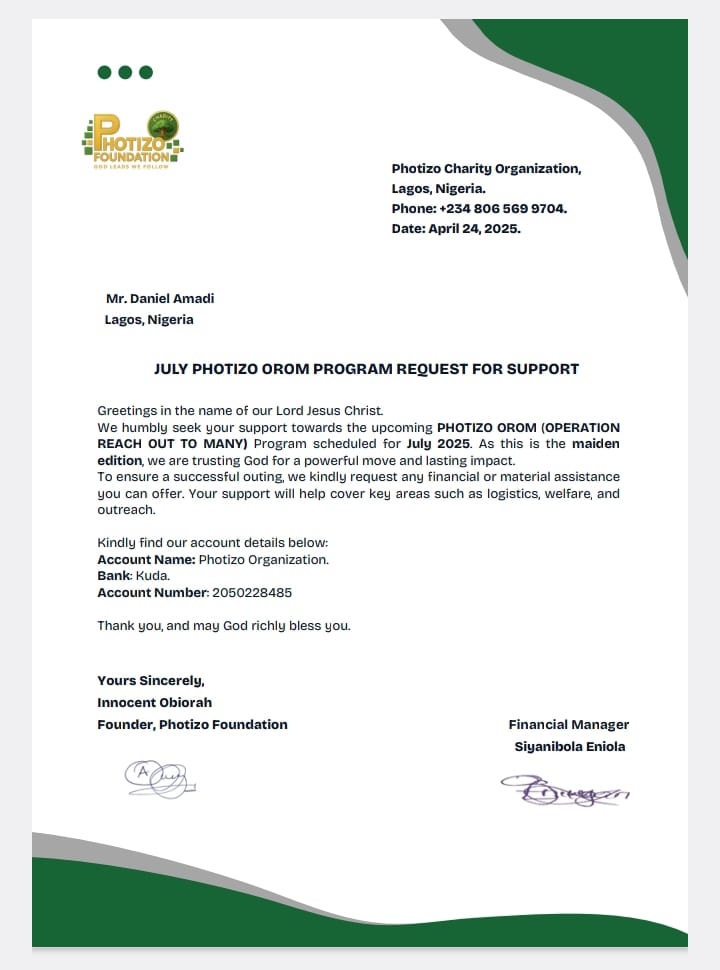 CHARITY
PHOTIZO
FOUNDATION
GOD LEADS WE FOLLOW
Photizo Charity Organization,
Lagos, Nigeria.
Phone: +234 806 569 9704.
Date: April 24, 2025.
Mr. Daniel Amadi
Lagos, Nigeria
JULY PHOTIZO OROM PROGRAM REQUEST FOR SUPPORT
Greetings in the name of our Lord Jesus Christ.
We humbly seek your support towards the upcoming PHOTIZO OROM (OPERATION
REACH OUT TO MANY) Program scheduled for July 2025. As this is the maiden
edition, we are trusting God for a powerful move and lasting impact.
To ensure a successful outing, we kindly request any financial or material assistance
you can offer. Your support will help cover key areas such as logistics, welfare, and
outreach.
Kindly find our account details below:
Account Name: Photizo Organization.
Bank: Kuda.
Account Number: 2050228485
Thank you, and may God richly bless you.
Yours Sincerely,
Innocent Obiorah
Founder, Photizo Foundation
Financial Manager
Siyanibola Eniola